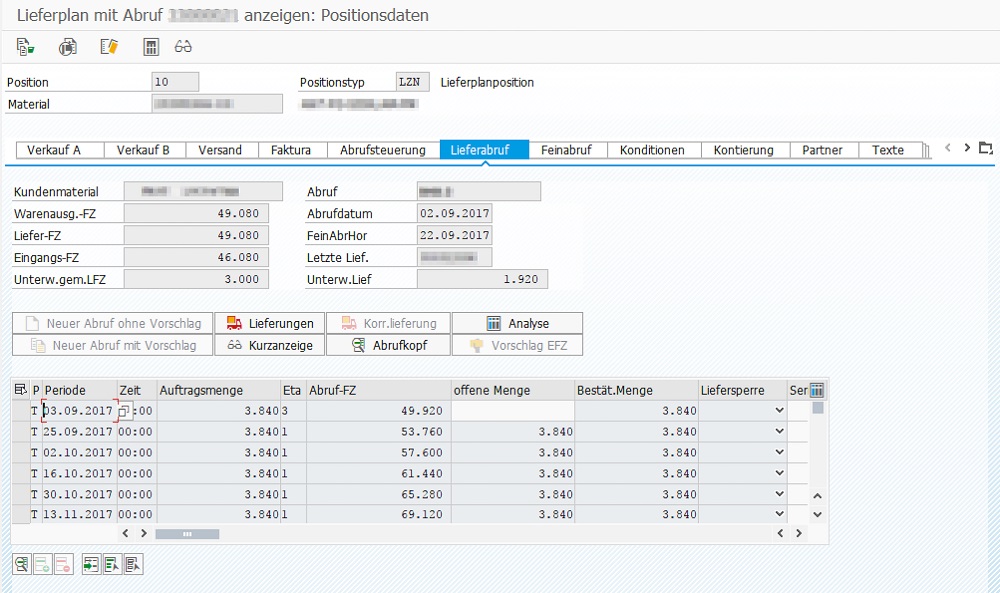 Lieferplan mit Abruf anzeigen: Positionsdaten
Position 10 Positionstyp LZN Lieferplanposition
Material
Verkauf A Verkauf B Versand Faktura Abrufsteuerung Lieferabruf Feinabruf Konditionen Kontierung Partner Texte
Kundenmaterial Abruf
Warenausg.-FZ 49.080 Abrufdatum 02.09.2017
Liefer-FZ 49.080 FeinAbrHor 22.09.2017
Eingangs-FZ 46.080 Letzte Lief.
Unterw.gem.LFZ 3.000 Unterw.Lief 1.920
Neuer Abruf ohne Vorschlag Lieferungen Korr.lieferung Analyse
Neuer Abruf mit Vorschlag Kurzanzeige Abrufkopf Vorschlag EFZ
P Periode Zeit Auftragsmenge Eta Abruf-FZ offene Menge Bestät.Menge Liefersperre Ser
T 03.09.2017 :00 3.840 3 49.920 3.840
T 25.09.2017 00:00 3.840 1 53.760 3.840 3.840
T 02.10.2017 00:00 3.840 1 57.600 3.840 3.840
T 16.10.2017 00:00 3.840 1 61.440 3.840 3.840
T 30.10.2017 00:00 3.840 1 65.280 3.840 3.840
T 13.11.2017 00:00 3.840 1 69.120 3.840 3.840